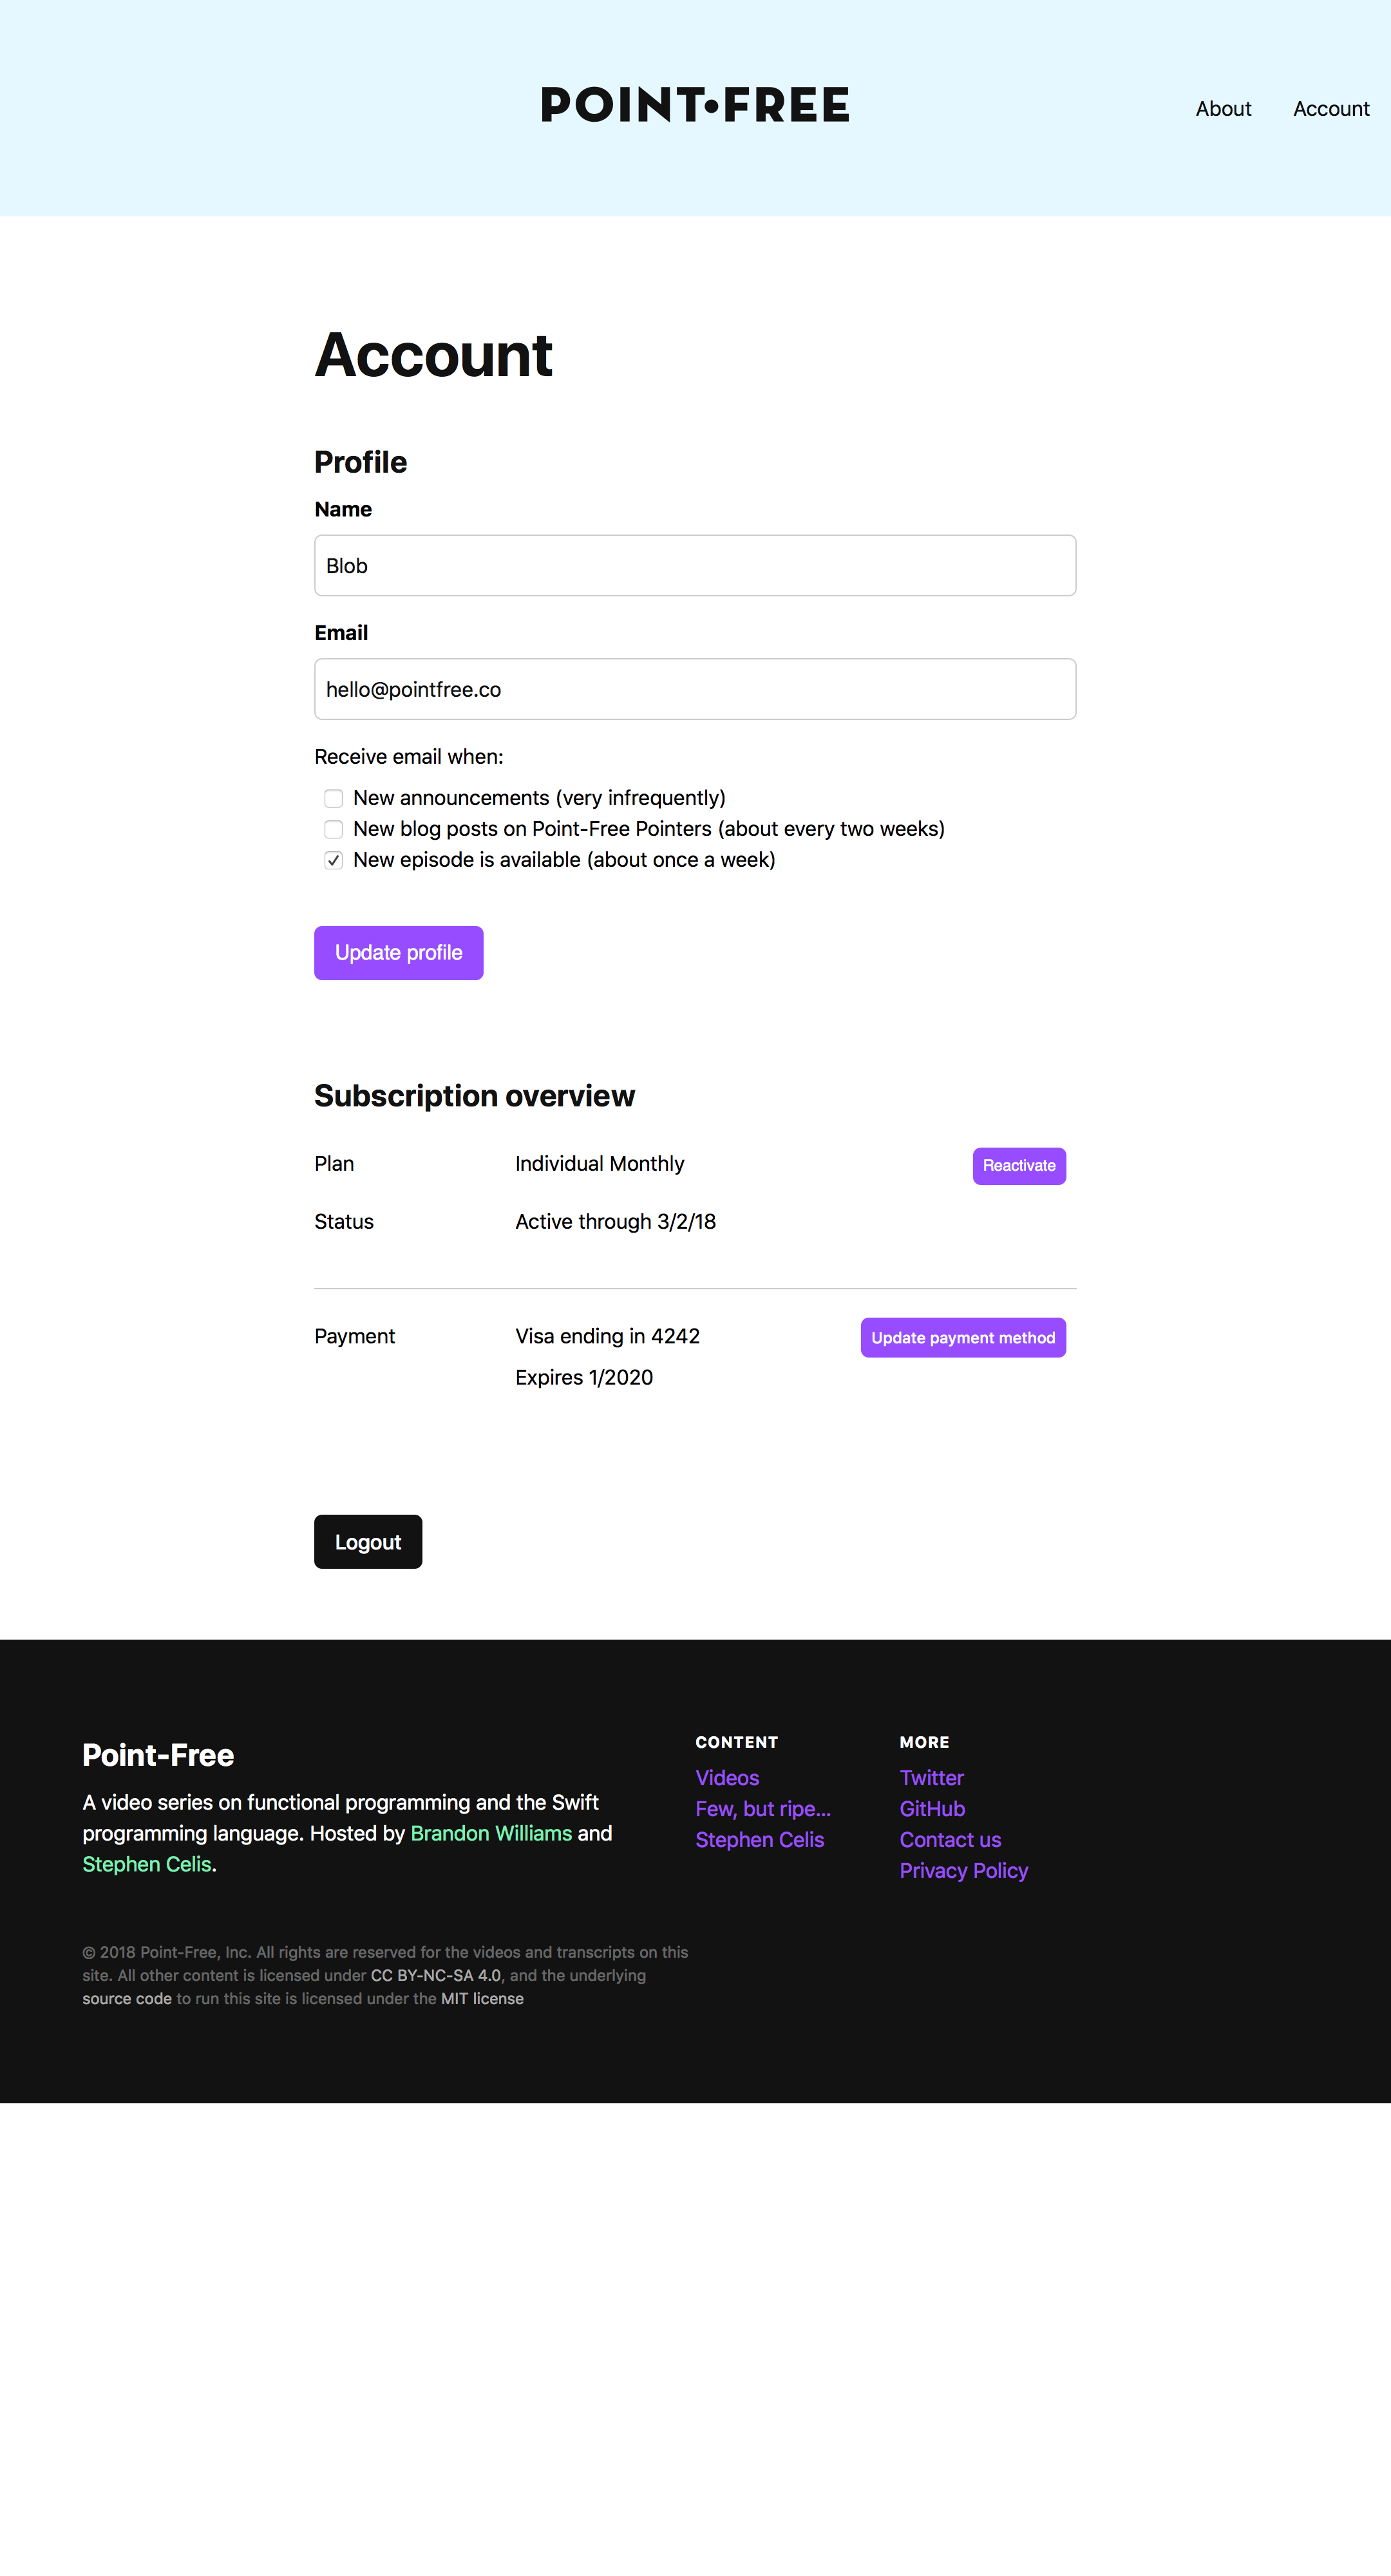 POINT•FREE
About
Account
Account
Profile
Name
Blob
Email
hello@pointfree.co
Receive email when:
New announcements (very infrequently)
New blog posts on Point-Free Pointers (about every two weeks)
New episode is available (about once a week)
Update profile
Subscription overview
Plan
Individual Monthly
Reactivate
Status
Active through 3/2/18
Payment
Visa ending in 4242
Update payment method
Expires 1/2020
Logout
Point-Free
A video series on functional programming and the Swift
programming language. Hosted by Brandon Williams and
Stephen Celis.
CONTENT
Videos
Few, but ripe...
Stephen Celis
MORE
Twitter
GitHub
Contact us
Privacy Policy
© 2018 Point-Free, Inc. All rights are reserved for the videos and transcripts on this
site. All other content is licensed under CC BY-NC-SA 4.0, and the underlying
source code to run this site is licensed under the MIT license